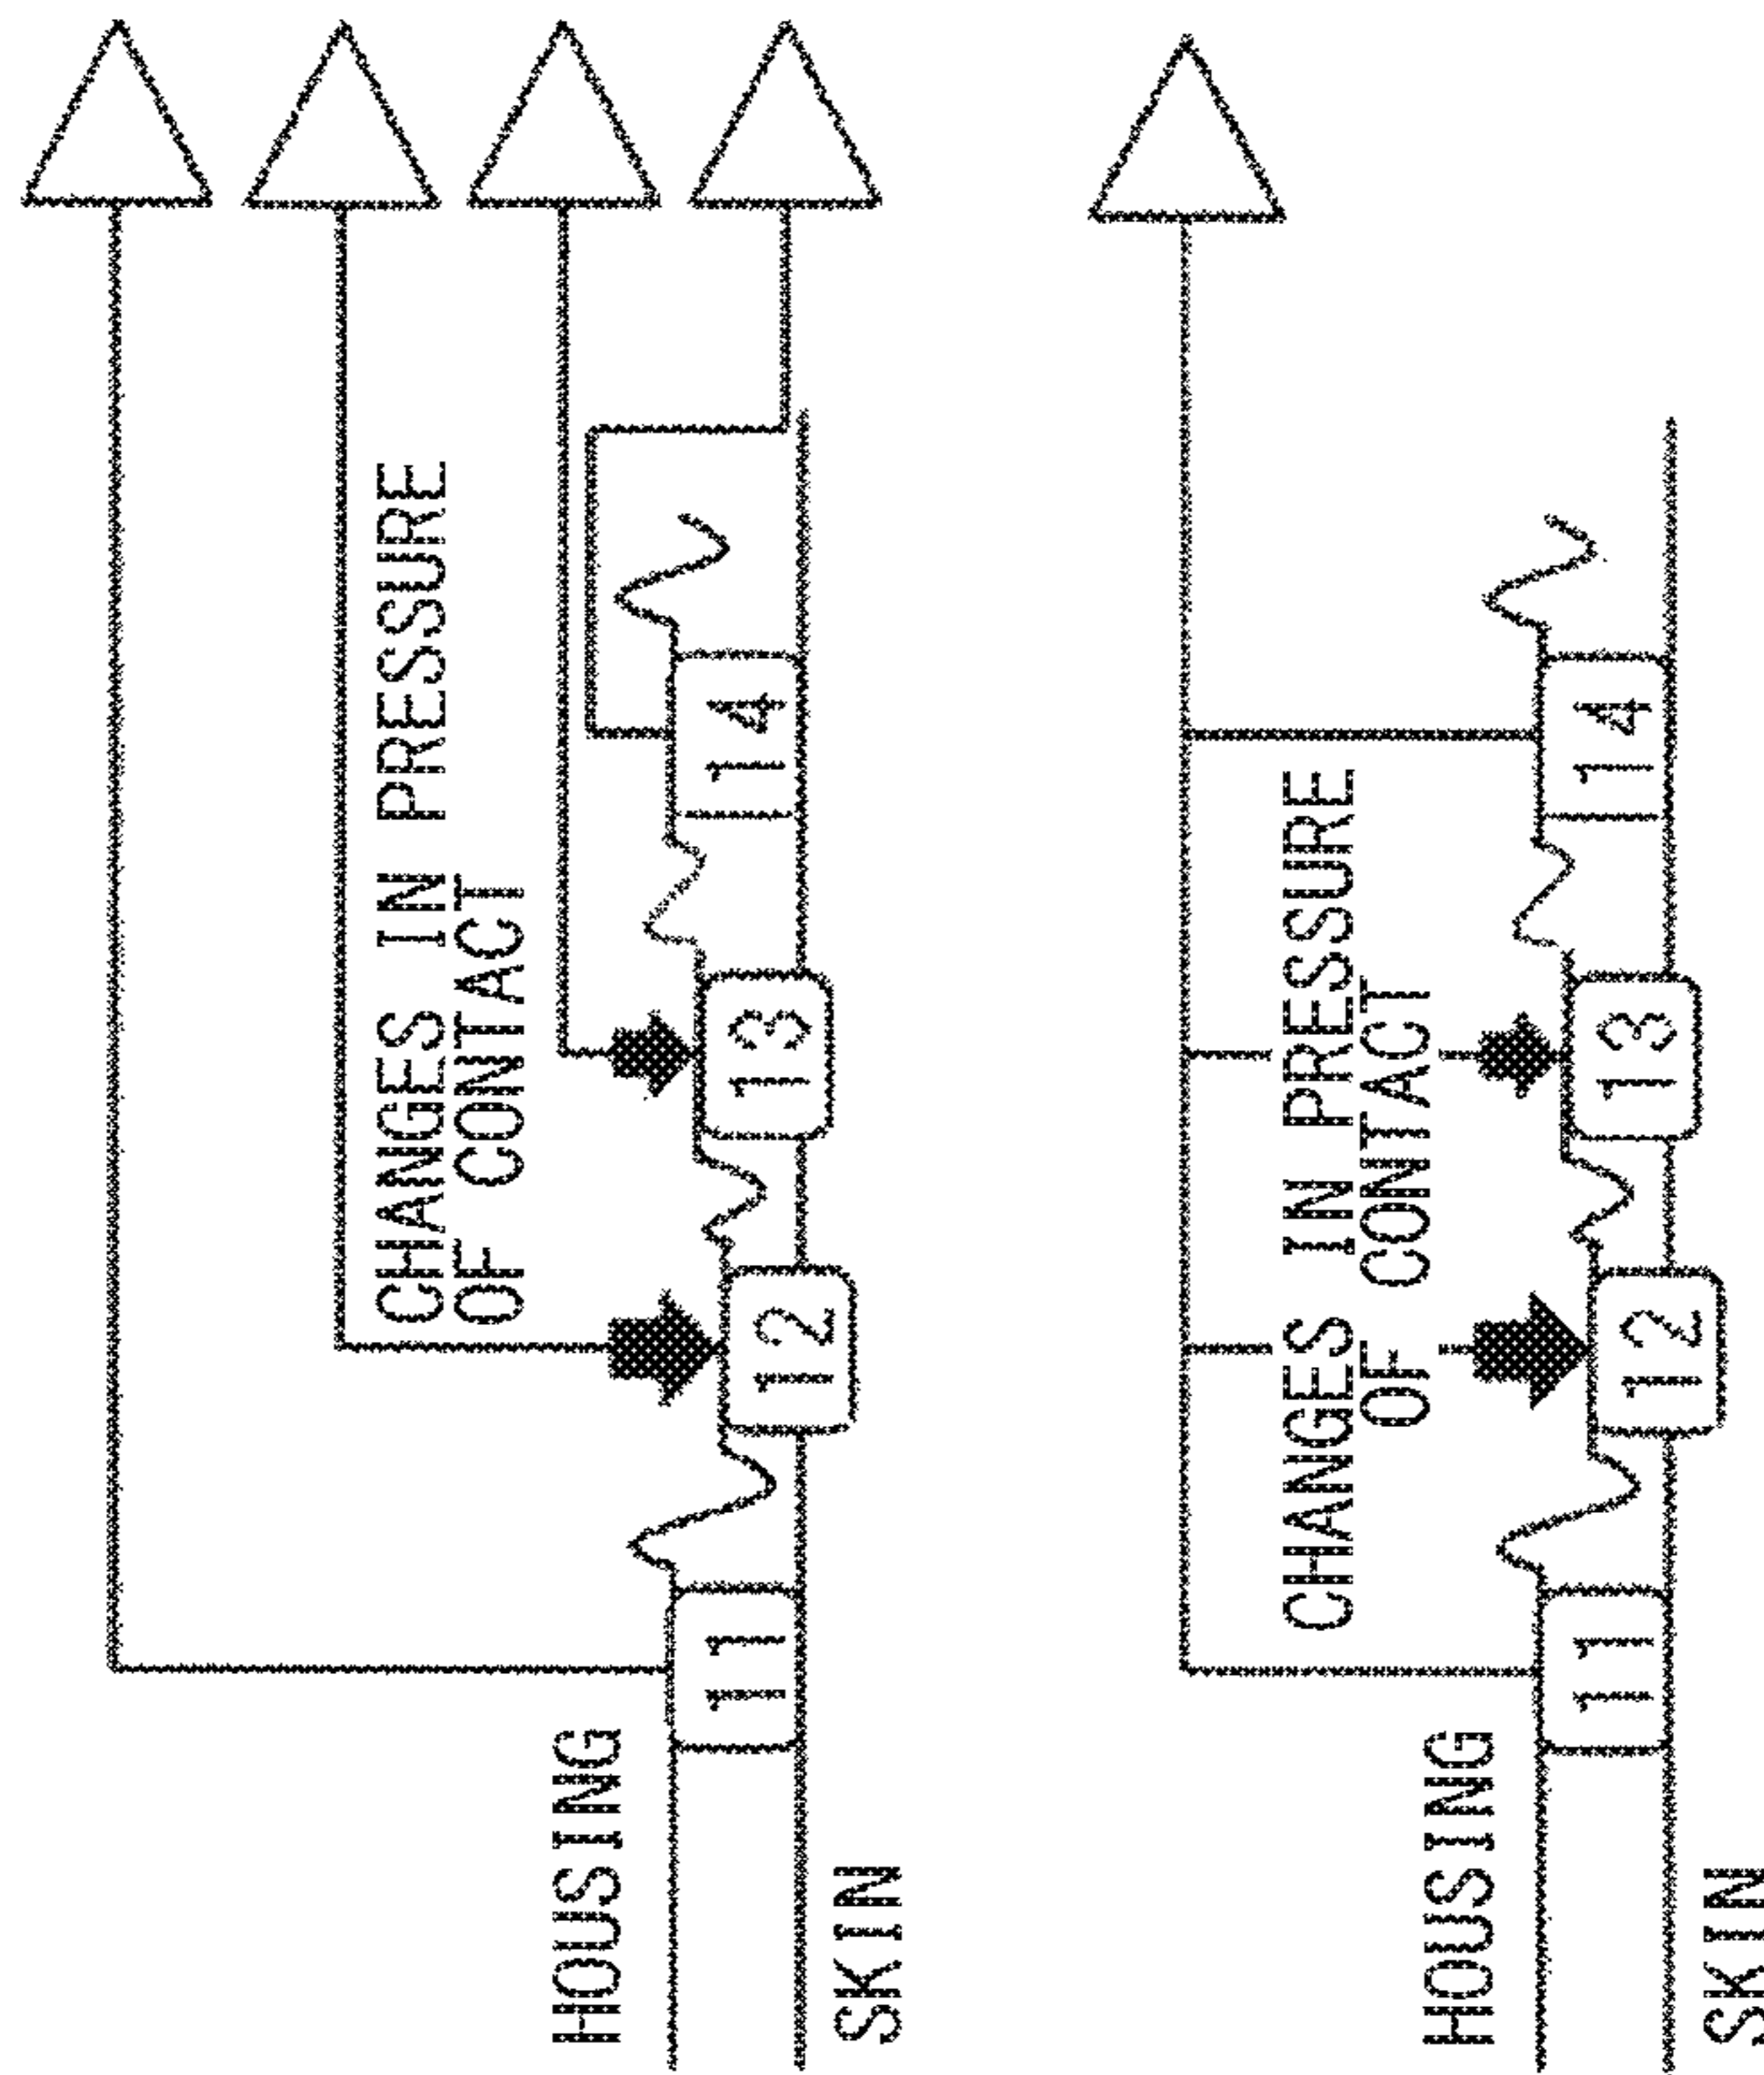 CHANGES IN PRESSURE
OF CONTACT
HOUSING
11
12
13
14
SKIN
CHANGES IN PRESSURE
OF CONTACT
HOUSING
11
12
13
14
SKIN